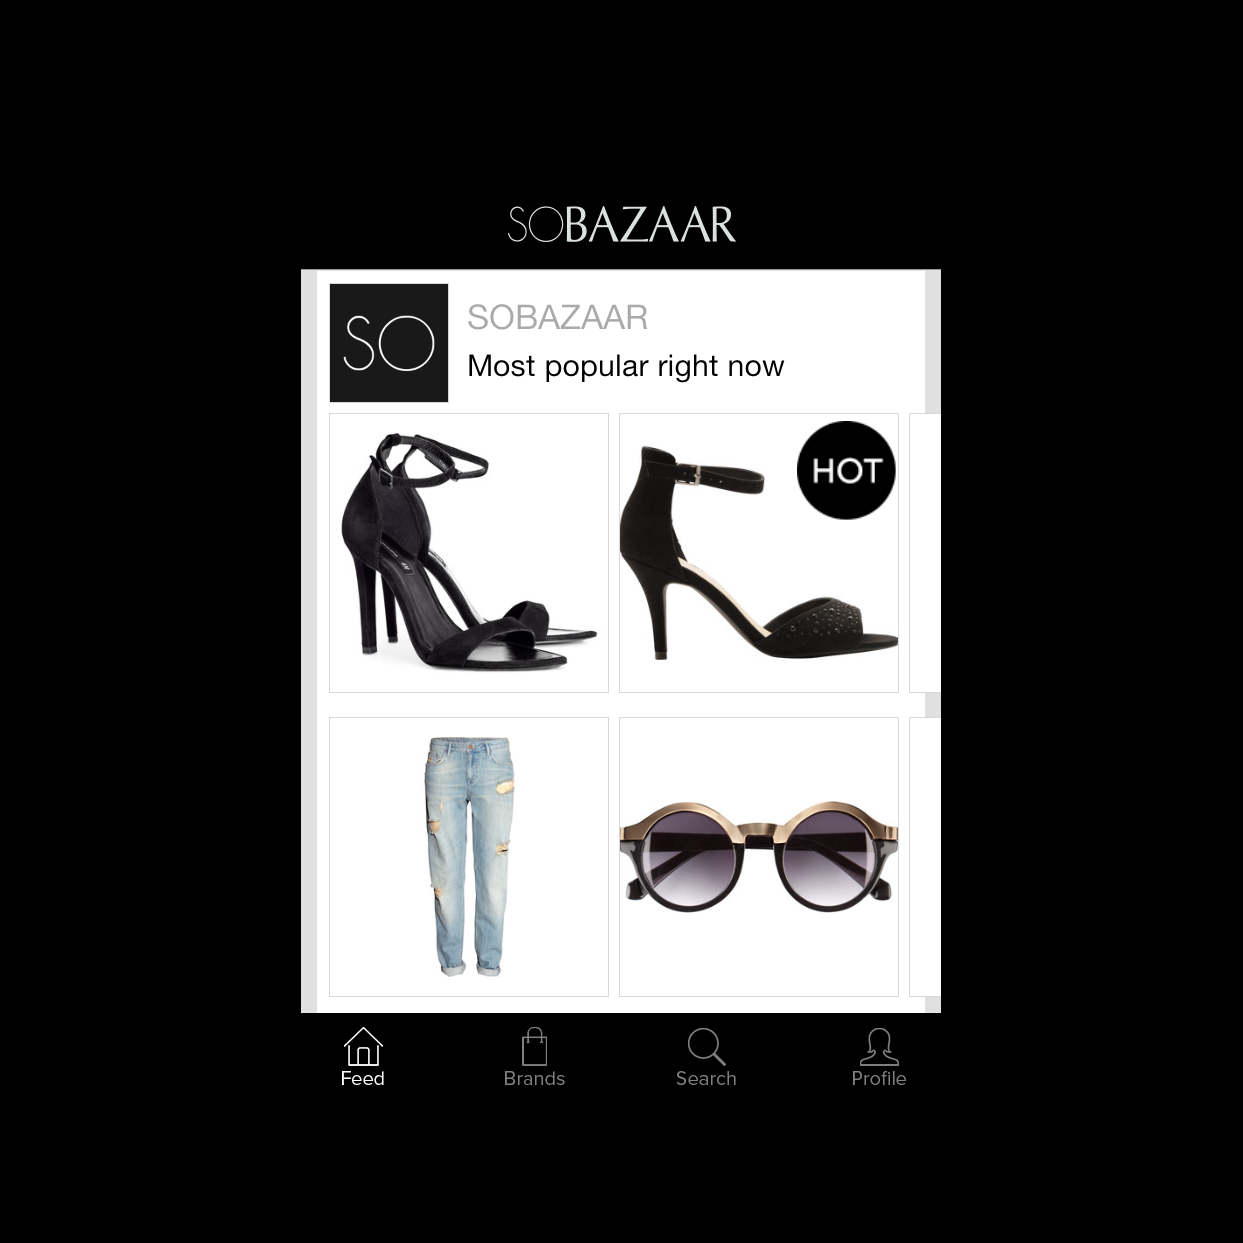 SOBAZAAR
SO
SOBAZAAR
Most popular right now
HOT
Feed
Brands
Search
Profile